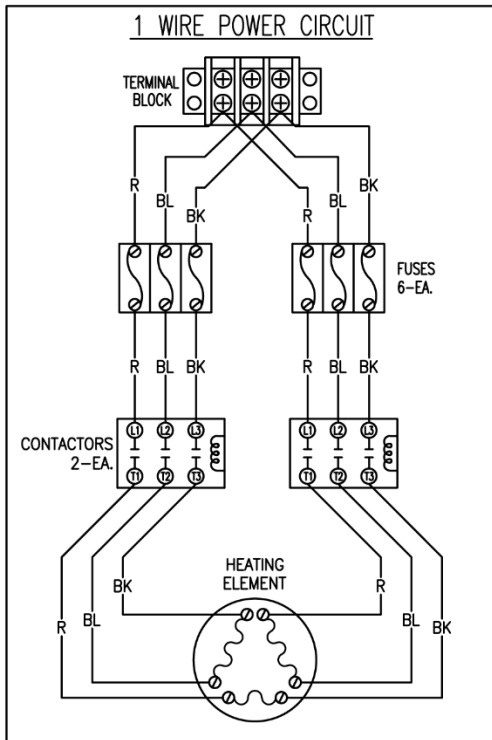 1 WIRE POWER CIRCUIT
TERMINAL
BLOCK
R
BL
BK
R
BL
BK
FUSES
6-EA.
R
BL
BK
R
BL
BK
CONTACTORS
2-EA.
L1
L2
L3
T1
T2
T3
L1
L2
L3
T1
T2
T3
HEATING
ELEMENT
R
BL
BK
R
BL
BK